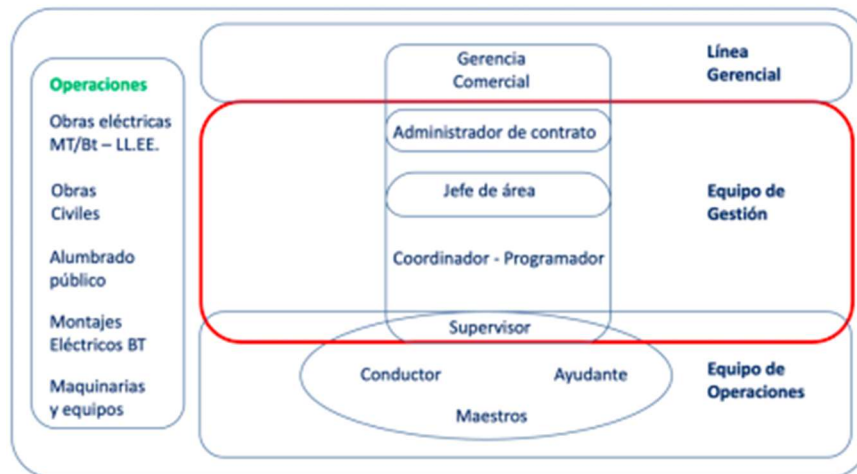 Operaciones
Obras eléctricas
MT/Bt – LL.EE.
Obras
Civiles
Alumbrado
público
Montajes
Eléctricos BT
Maquinarias
y equipos
Gerencia
Comercial
Línea
Gerencial
Administrador de contrato
Jefe de área
Equipo de
Gestión
Coordinador - Programador
Supervisor
Conductor
Ayudante
Maestros
Equipo de
Operaciones